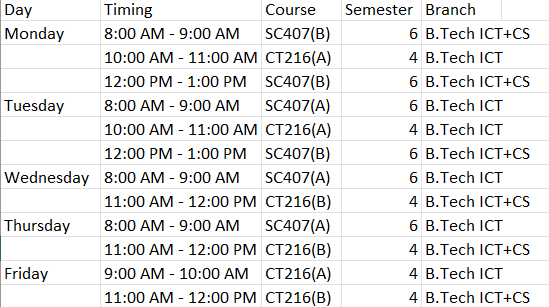 Day Timing Course Semester Branch
Monday 8:00 AM - 9:00 AM SC407(B) 6 B.Tech ICT+CS
10:00 AM - 11:00 AM CT216(A) 4 B.Tech ICT
12:00 PM - 1:00 PM SC407(B) 6 B.Tech ICT+CS
Tuesday 8:00 AM - 9:00 AM SC407(A) 6 B.Tech ICT
10:00 AM - 11:00 AM CT216(A) 4 B.Tech ICT
12:00 PM - 1:00 PM SC407(B) 6 B.Tech ICT+CS
Wednesday 8:00 AM - 9:00 AM SC407(A) 6 B.Tech ICT
11:00 AM - 12:00 PM CT216(B) 4 B.Tech ICT+CS
Thursday 8:00 AM - 9:00 AM SC407(A) 6 B.Tech ICT
11:00 AM - 12:00 PM CT216(B) 4 B.Tech ICT+CS
Friday 9:00 AM - 10:00 AM CT216(A) 4 B.Tech ICT
11:00 AM - 12:00 PM CT216(B) 4 B.Tech ICT+CS